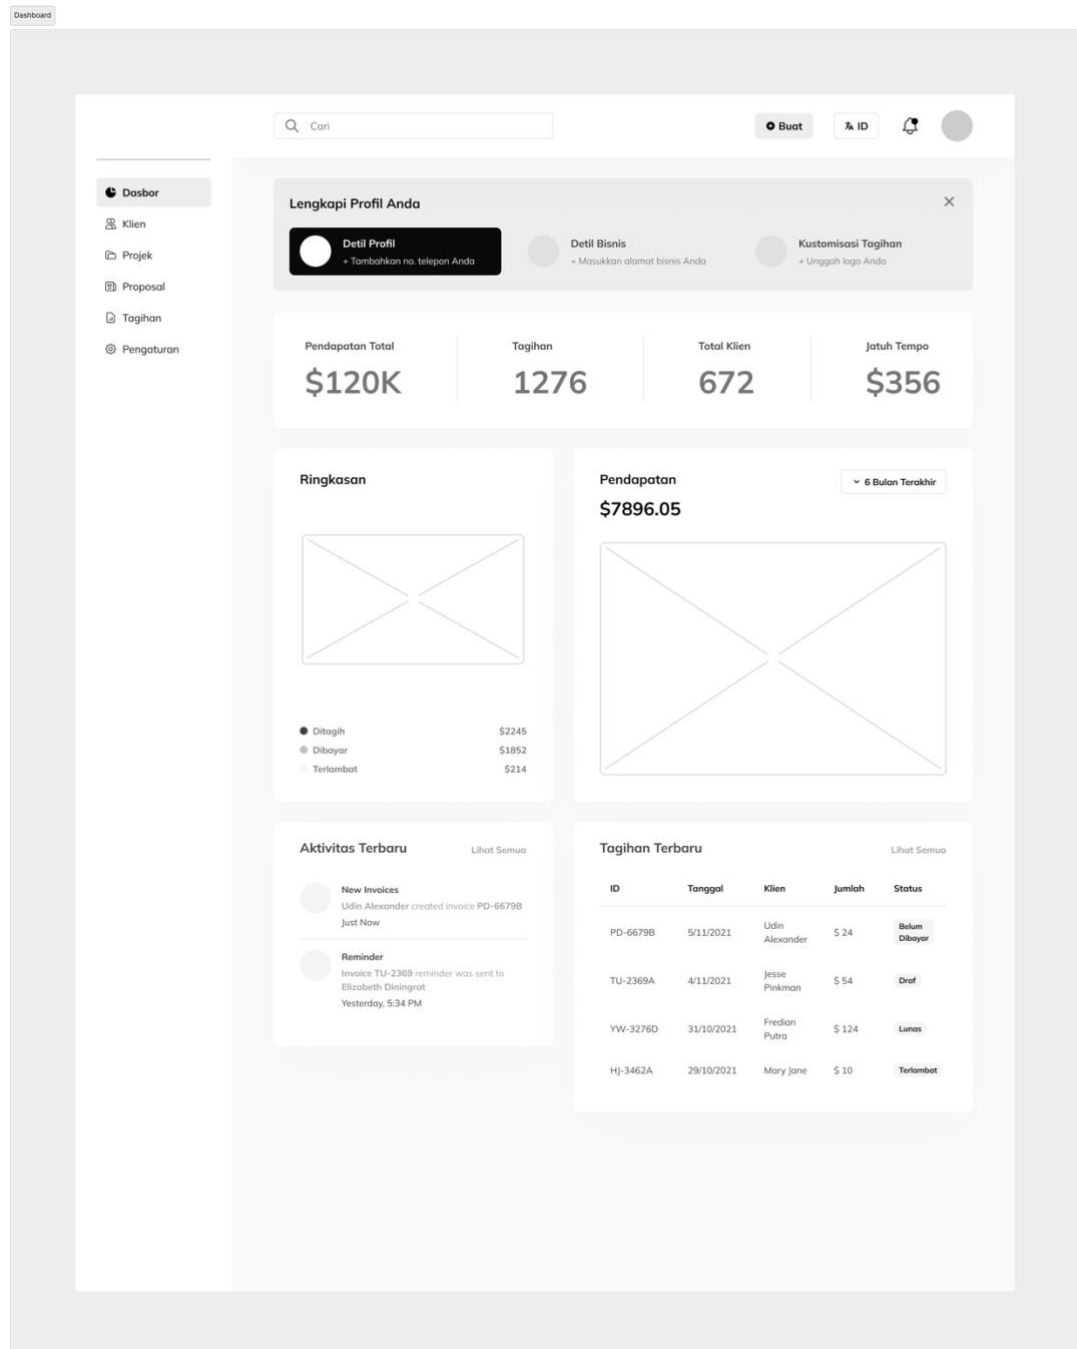 Dashboard
Cari
Buat
ID
Dasbor
Klien
Projek
Proposal
Tagihan
Pengaturan
Lengkapi Profil Anda
Detil Profil
+ Tambahkan no. telepon Anda
Detil Bisnis
+ Masukkan alamat bisnis Anda
Kustomisasi Tagihan
+ Unggah logo Anda
Pendapatan Total
$120K
Tagihan
1276
Total Klien
672
Jatuh Tempo
$356
Ringkasan
Ditagih $2245
Dibayar $1852
Terlambat $214
Pendapatan
$7896.05
6 Bulan Terakhir
Aktivitas Terbaru
Lihat Semua
New Invoices
Udin Alexander created invoice PD-6679B
Just Now
Reminder
Invoice TU-2369 reminder was sent to
Elizabeth Diningrat
Yesterday, 5:34 PM
Tagihan Terbaru
Lihat Semua
ID Tanggal Klien Jumlah Status
PD-6679B 5/11/2021 Udin Alexander $ 24 Belum Dibayar
TU-2369A 4/11/2021 Jesse Pinkman $ 54 Draf
YW-3276D 31/10/2021 Fredian Putra $ 124 Lunas
HJ-3462A 29/10/2021 Mary Jane $ 10 Terlambat